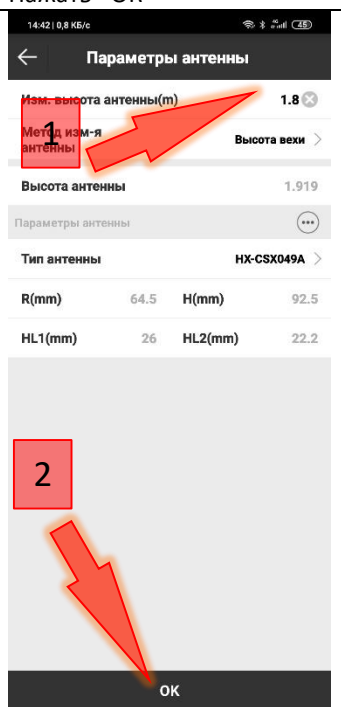 Нажать "ОК"
14:42 | 0,8 КБ/с 4G 45
Параметры антенны
Изм. высота антенны(m) 1.8
1
Метод изм-я антенны Высота вехи
Высота антенны 1.919
Параметры антенны
Тип антенны HX-CSX049A
R(mm) 64.5 H(mm) 92.5
HL1(mm) 26 HL2(mm) 22.2
2
OK